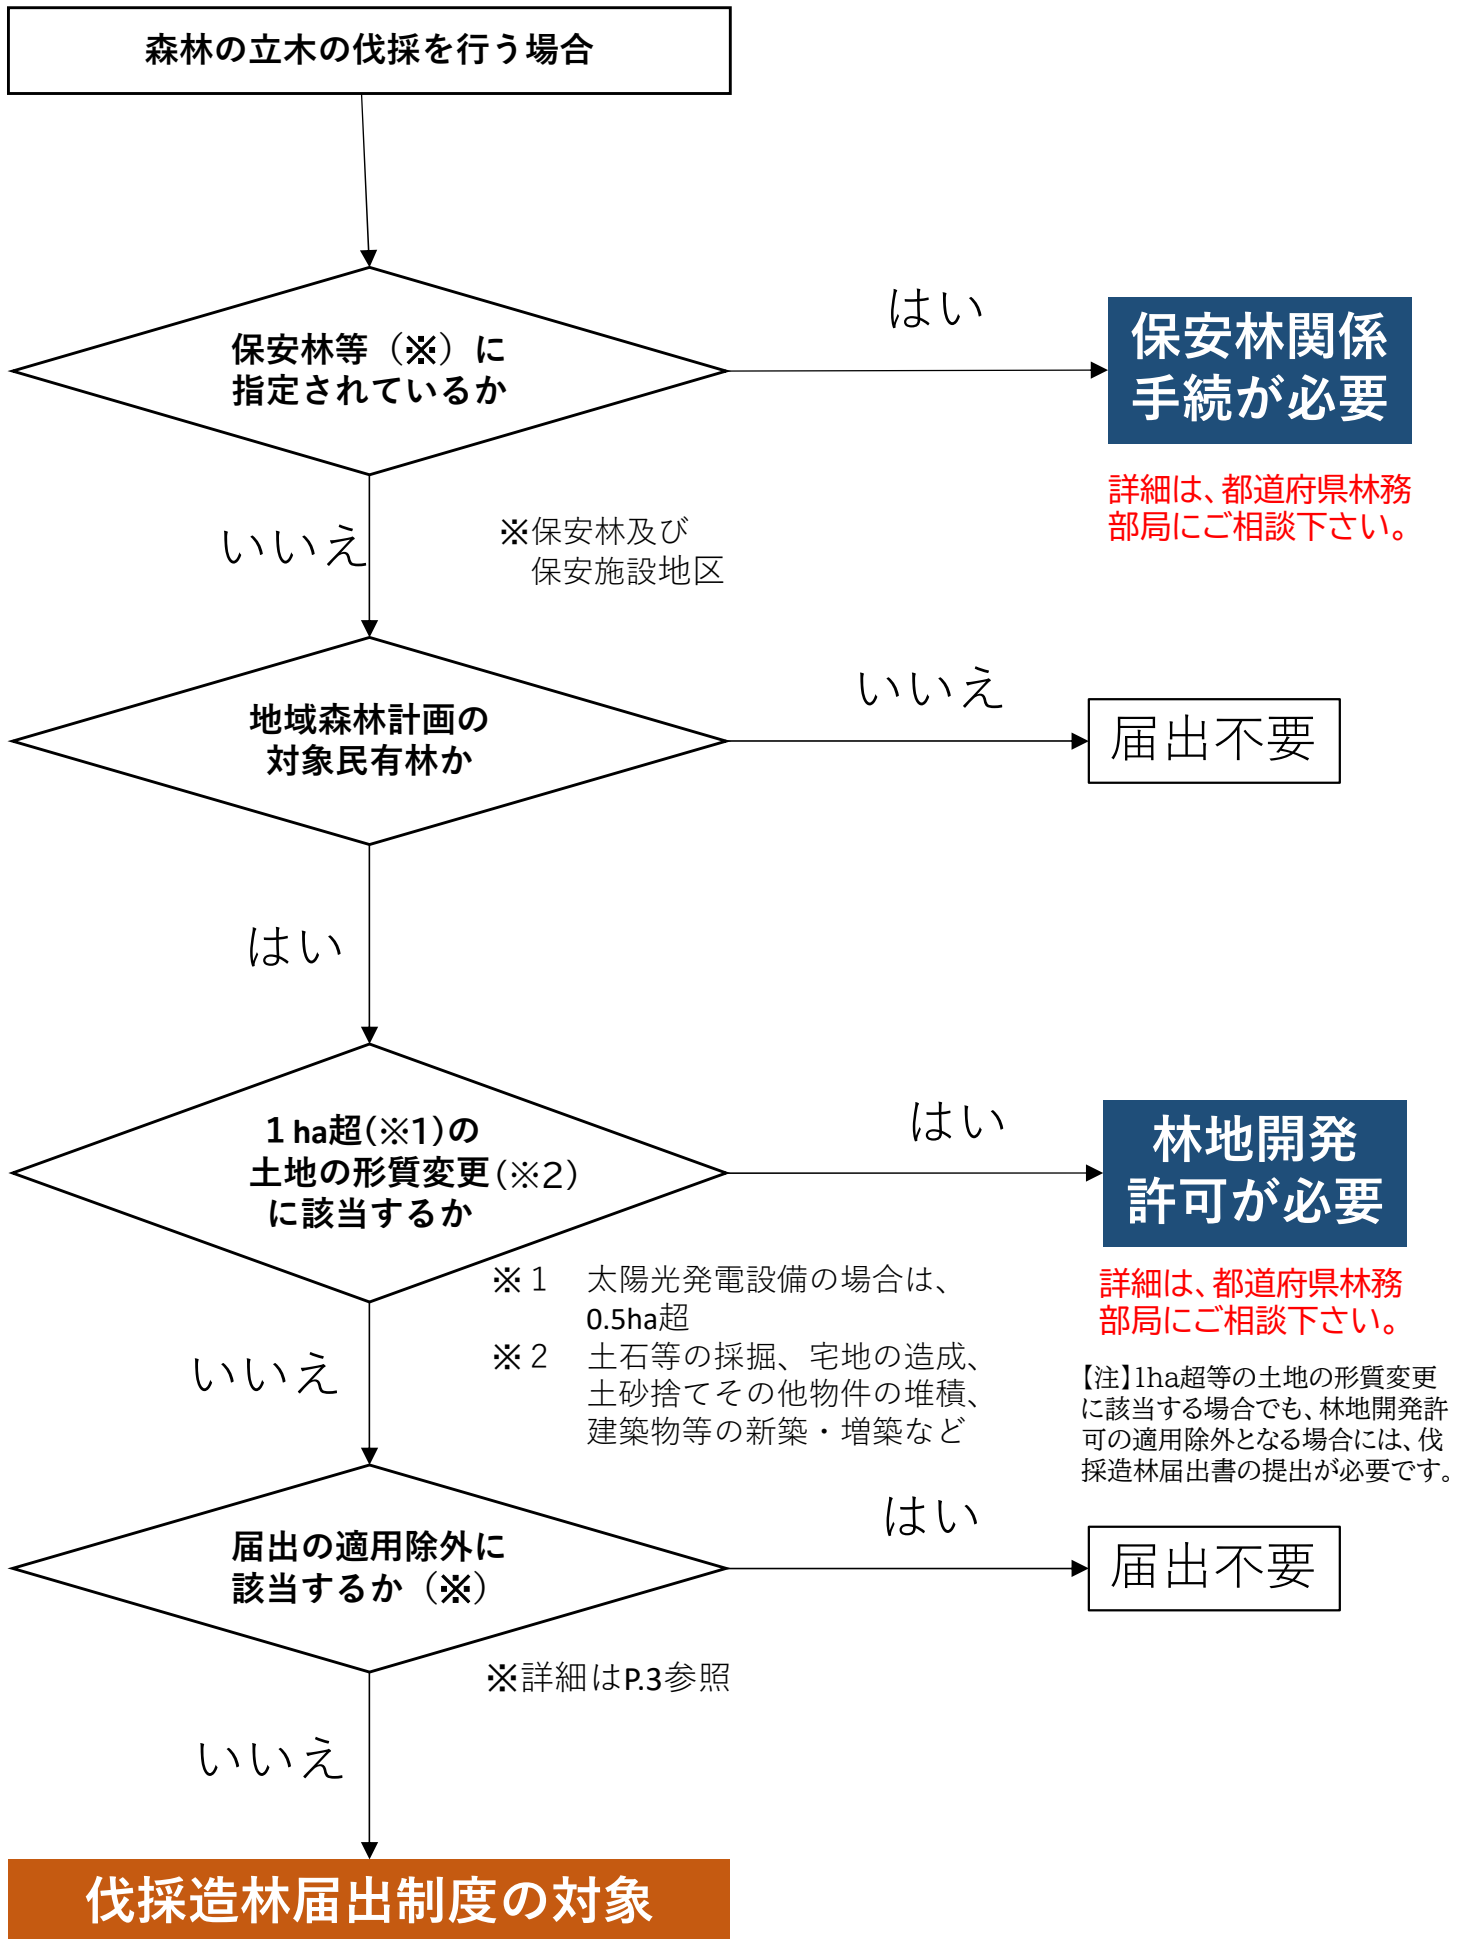 森林の立木の伐採を行う場合
はい
保安林等（※）に
指定されているか
保安林関係
手続が必要
詳細は、都道府県林務
部局にご相談下さい。
いいえ
※保安林及び
保安施設地区
いいえ
地域森林計画の
対象民有林か
届出不要
はい
はい
１ha超(※1)の
土地の形質変更(※2)
に該当するか
林地開発
許可が必要
詳細は、都道府県林務
部局にご相談下さい。
※１　太陽光発電設備の場合は、
0.5ha超
※２　土石等の採掘、宅地の造成、
土砂捨てその他物件の堆積、
建築物等の新築・増築など
いいえ
【注】1ha超等の土地の形質変更
に該当する場合でも、林地開発許
可の適用除外となる場合には、伐
採造林届出書の提出が必要です。
はい
届出の適用除外に
該当するか（※）
届出不要
※詳細はP.3参照
いいえ
伐採造林届出制度の対象